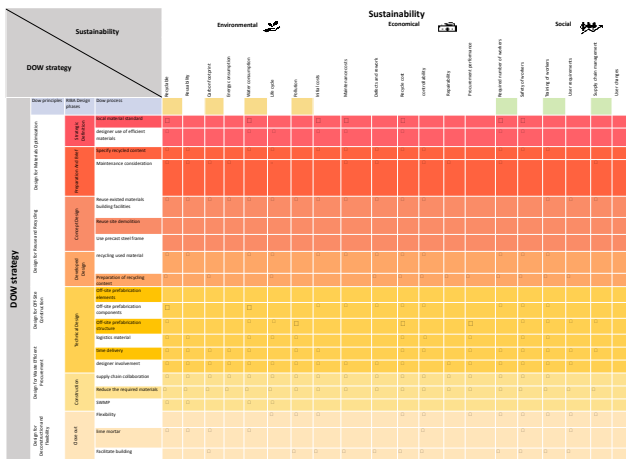 Sustainability
Sustainability
Environmental
Economical
Social
DOW strategy
Recyclable
Reusability
Carbon footprint
Energy consumption
Water consumption
Life cycle
Pollution
Initial costs
Maintenance costs
Defects and rework
Recycle cost
controllability
Repairability
Procurement performance
Required number of workers
Safety of workers
Training of workers
User requirements
Supply chain management
User changes
Dow principles
RIBA Design
phases
Dow process
DOW strategy
Design for Materials Optimisation
Strategic
Definition
local material standard
designer use of efficient
materials
Preparation And Brief
Specify recycled content
Maintenance consideration
Design for Reuse and Recycling
Concept Design
Reuse existed materials
building facilities
Reuse site demolition
Use precast steel frame
Developed
Design
recycling used material
Preparation of recycling
content
Design for Off Site
Construction
Technical Design
Off-site prefabrication
elements
Off-site prefabrication
components
Off-site prefabrication
structure
logistics material
Design for Waste Efficient
Procurement
time delivery
designer involvement
Construction
supply chain collaboration
Reduce the required materials
SWMP
Design for
Deconstruction and
flexibility
Close out
Flexibility
lime mortar
Facilitate building